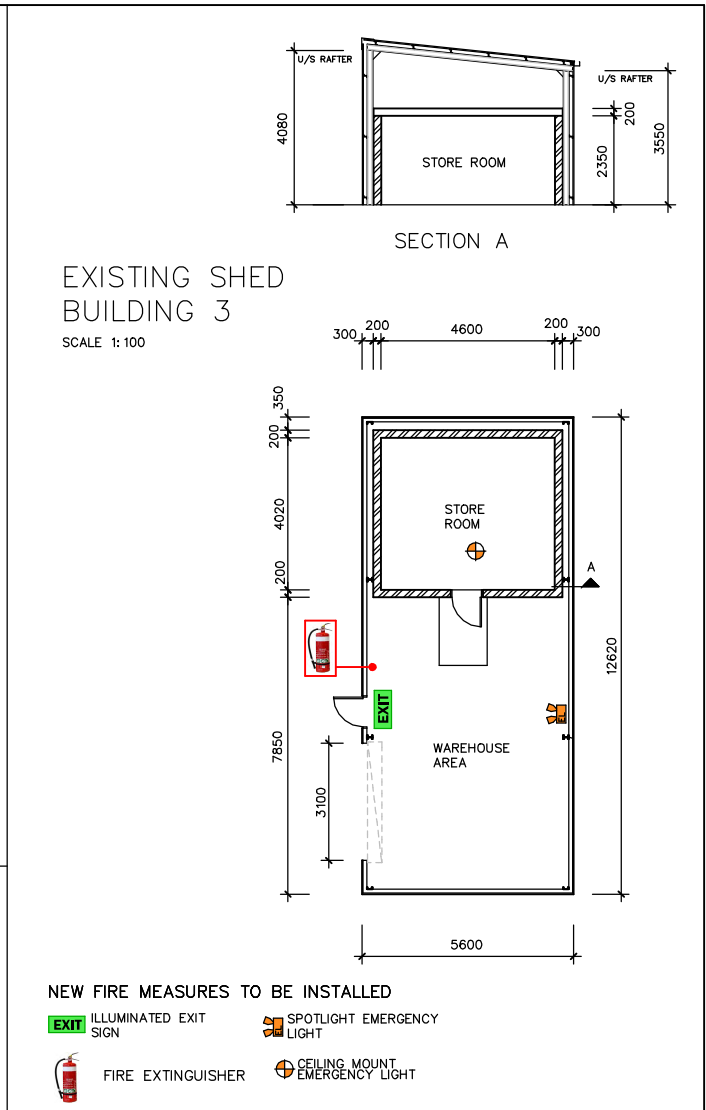 U/S RAFTER
U/S RAFTER
4080
200
2350
3550
STORE ROOM
SECTION A
EXISTING SHED
BUILDING 3
SCALE 1:100
300
200
4600
200
300
350
200
4020
200
7850
3100
12620
5600
STORE
ROOM
A
EXIT
EL
WAREHOUSE
AREA
NEW FIRE MEASURES TO BE INSTALLED
EXIT
ILLUMINATED EXIT
SIGN
EL
SPOTLIGHT EMERGENCY
LIGHT
FIRE EXTINGUISHER
CEILING MOUNT
EMERGENCY LIGHT